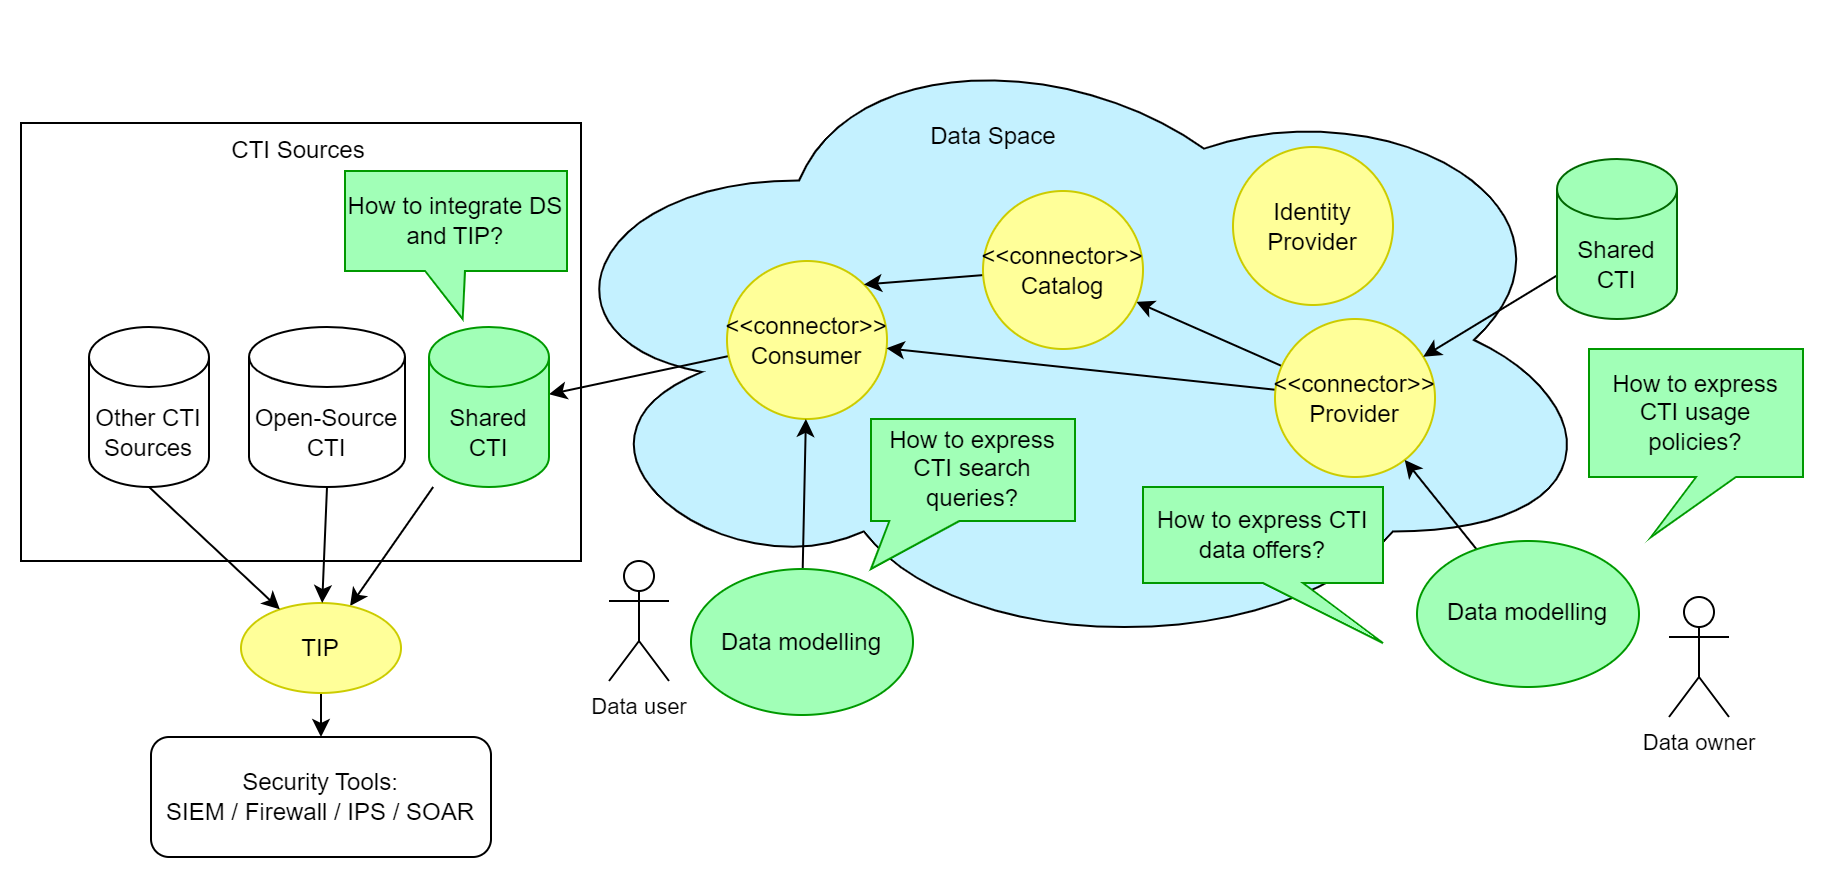 CTI Sources
How to integrate DS
and TIP?
Other CTI
Sources
Open-Source
CTI
Shared
CTI
TIP
Security Tools:
SIEM / Firewall / IPS / SOAR
Data Space
<<connector>>
Consumer
<<connector>>
Catalog
Identity
Provider
<<connector>>
Provider
Shared
CTI
How to express
CTI search
queries?
How to express CTI
data offers?
How to express
CTI usage
policies?
Data user
Data modelling
Data modelling
Data owner